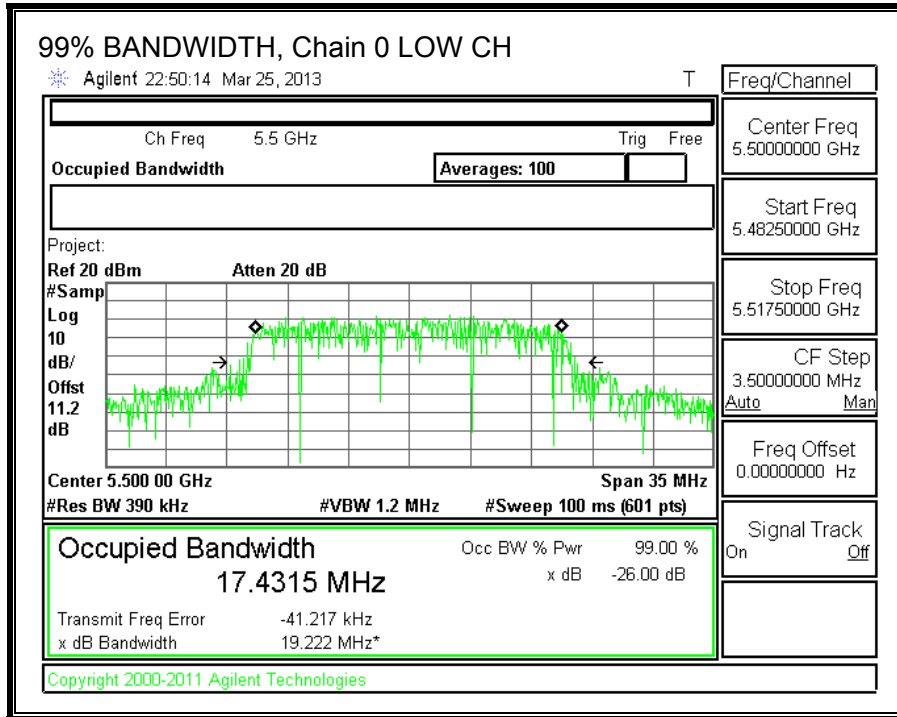 99% BANDWIDTH, Chain 0 LOW CH
Agilent 22:50:14 Mar 25, 2013 T
Freq/Channel
Ch Freq 5.5 GHz Trig Free
Occupied Bandwidth Averages: 100
Center Freq
5.50000000 GHz
Start Freq
5.48250000 GHz
Stop Freq
5.51750000 GHz
CF Step
3.50000000 MHz
Auto Man
Freq Offset
0.00000000 Hz
Signal Track
On Off
Project:
Ref 20 dBm Atten 20 dB
#Samp
Log
10
dB/
Offst
11.2
dB
Center 5.500 00 GHz Span 35 MHz
#Res BW 390 kHz #VBW 1.2 MHz #Sweep 100 ms (601 pts)
Occupied Bandwidth Occ BW % Pwr 99.00 %
17.4315 MHz x dB -26.00 dB
Transmit Freq Error -41.217 kHz
x dB Bandwidth 19.222 MHz*
Copyright 2000-2011 Agilent Technologies